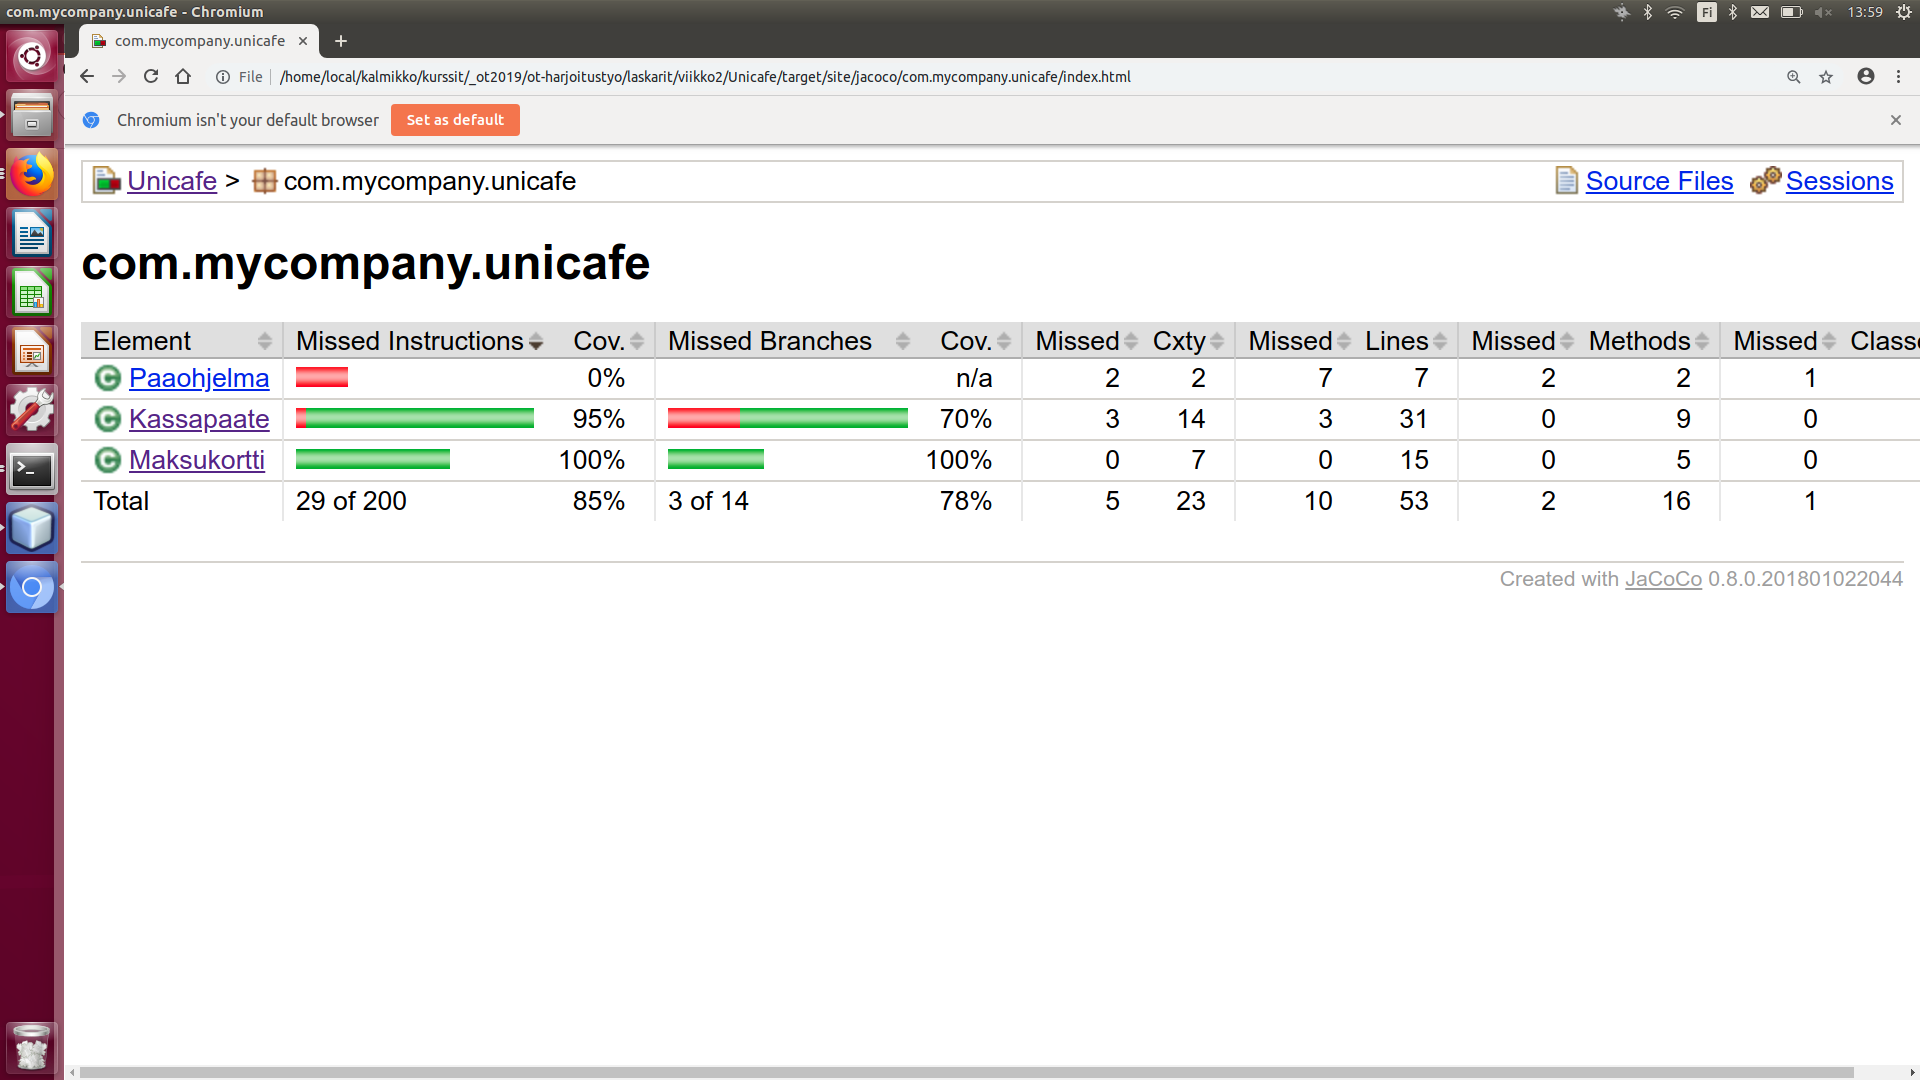 com.mycompany.unicafe - Chromium
Fi
13:59
com.mycompany.unicafe
File
/home/local/kalmikko/kurssit/_ot2019/ot-harjoitustyo/laskarit/viikko2/Unicafe/target/site/jacoco/com.mycompany.unicafe/index.html
Chromium isn't your default browser Set as default
Unicafe > com.mycompany.unicafe Source Files Sessions
com.mycompany.unicafe
Element Missed Instructions Cov. Missed Branches Cov. Missed Cxty Missed Lines Missed Methods Missed Classe
Paaohjelma 0% n/a 2 2 7 7 2 2 1
Kassapaate 95% 70% 3 14 3 31 0 9 0
Maksukortti 100% 100% 0 7 0 15 0 5 0
Total 29 of 200 85% 3 of 14 78% 5 23 10 53 2 16 1
Created with JaCoCo 0.8.0.201801022044